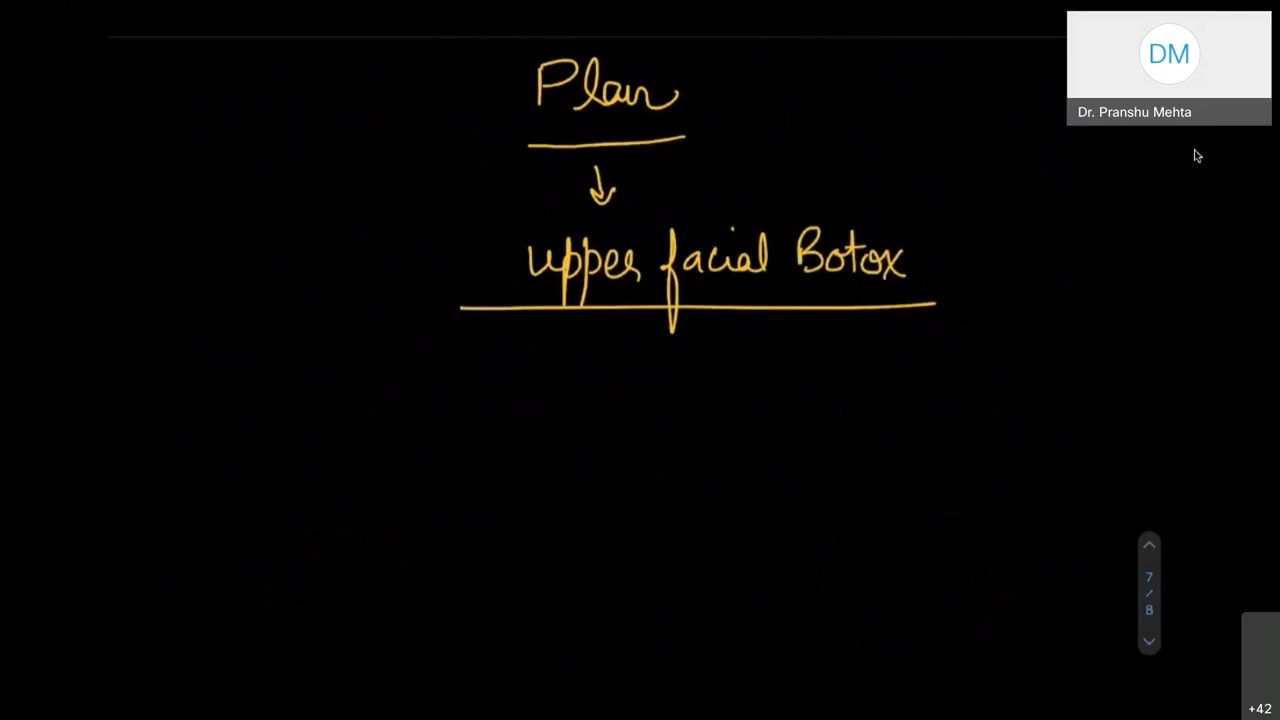 Plan
upper facial Botox
DM
Dr. Pranshu Mehta
7
/
8
+42